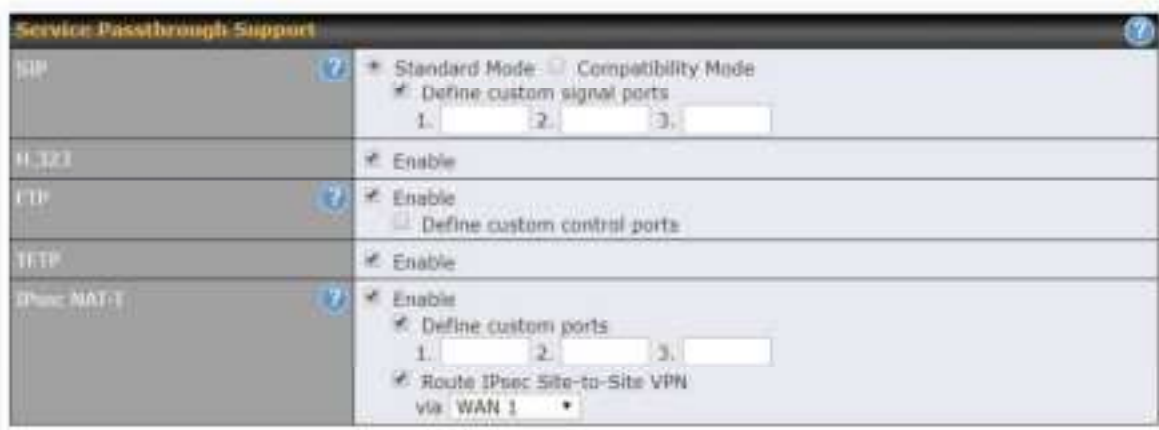 Service Passthrough Support ?
SIP ? Standard Mode Compatibility Mode
Define custom signal ports
1. 2. 3.
H.323 Enable
FTP ? Enable
Define custom control ports
TFTP Enable
IPsec NAT-T ? Enable
Define custom ports
1. 2. 3.
Route IPsec Site-to-Site VPN
via WAN 1